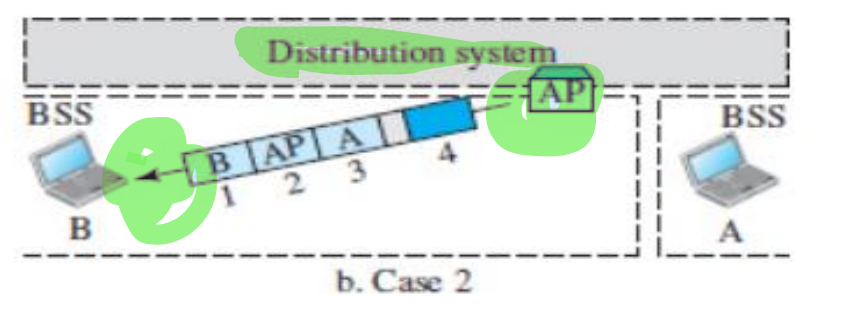 Distribution system
AP
BSS
BSS
B AP A
1 2 3 4
B
A
b. Case 2